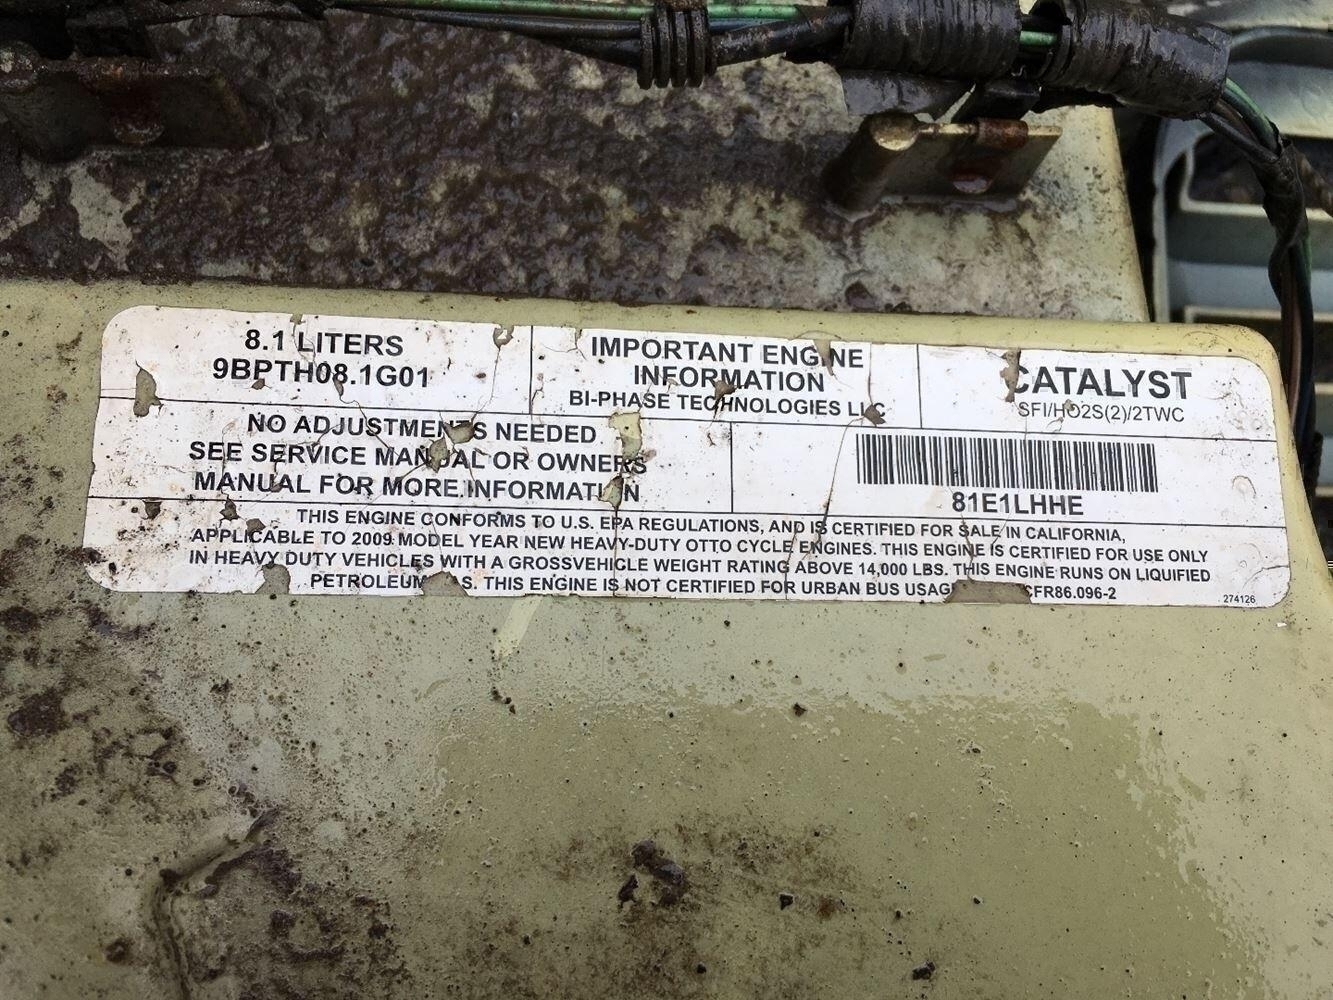 8.1 LITERS
9BPTH08.1G01
IMPORTANT ENGINE
INFORMATION
BI-PHASE TECHNOLOGIES LLC
CATALYST
SFI/HO2S(2)/2TWC
NO ADJUSTMENTS NEEDED
SEE SERVICE MANUAL OR OWNERS
MANUAL FOR MORE INFORMATION
81E1LHHE
THIS ENGINE CONFORMS TO U.S. EPA REGULATIONS, AND IS CERTIFIED FOR SALE IN CALIFORNIA,
APPLICABLE TO 2009 MODEL YEAR NEW HEAVY-DUTY OTTO CYCLE ENGINES. THIS ENGINE IS CERTIFIED FOR USE ONLY
IN HEAVY DUTY VEHICLES WITH A GROSSVEHICLE WEIGHT RATING ABOVE 14,000 LBS. THIS ENGINE RUNS ON LIQUIFIED
PETROLEUM S. THIS ENGINE IS NOT CERTIFIED FOR URBAN BUS USAG CFR86.096-2
274126